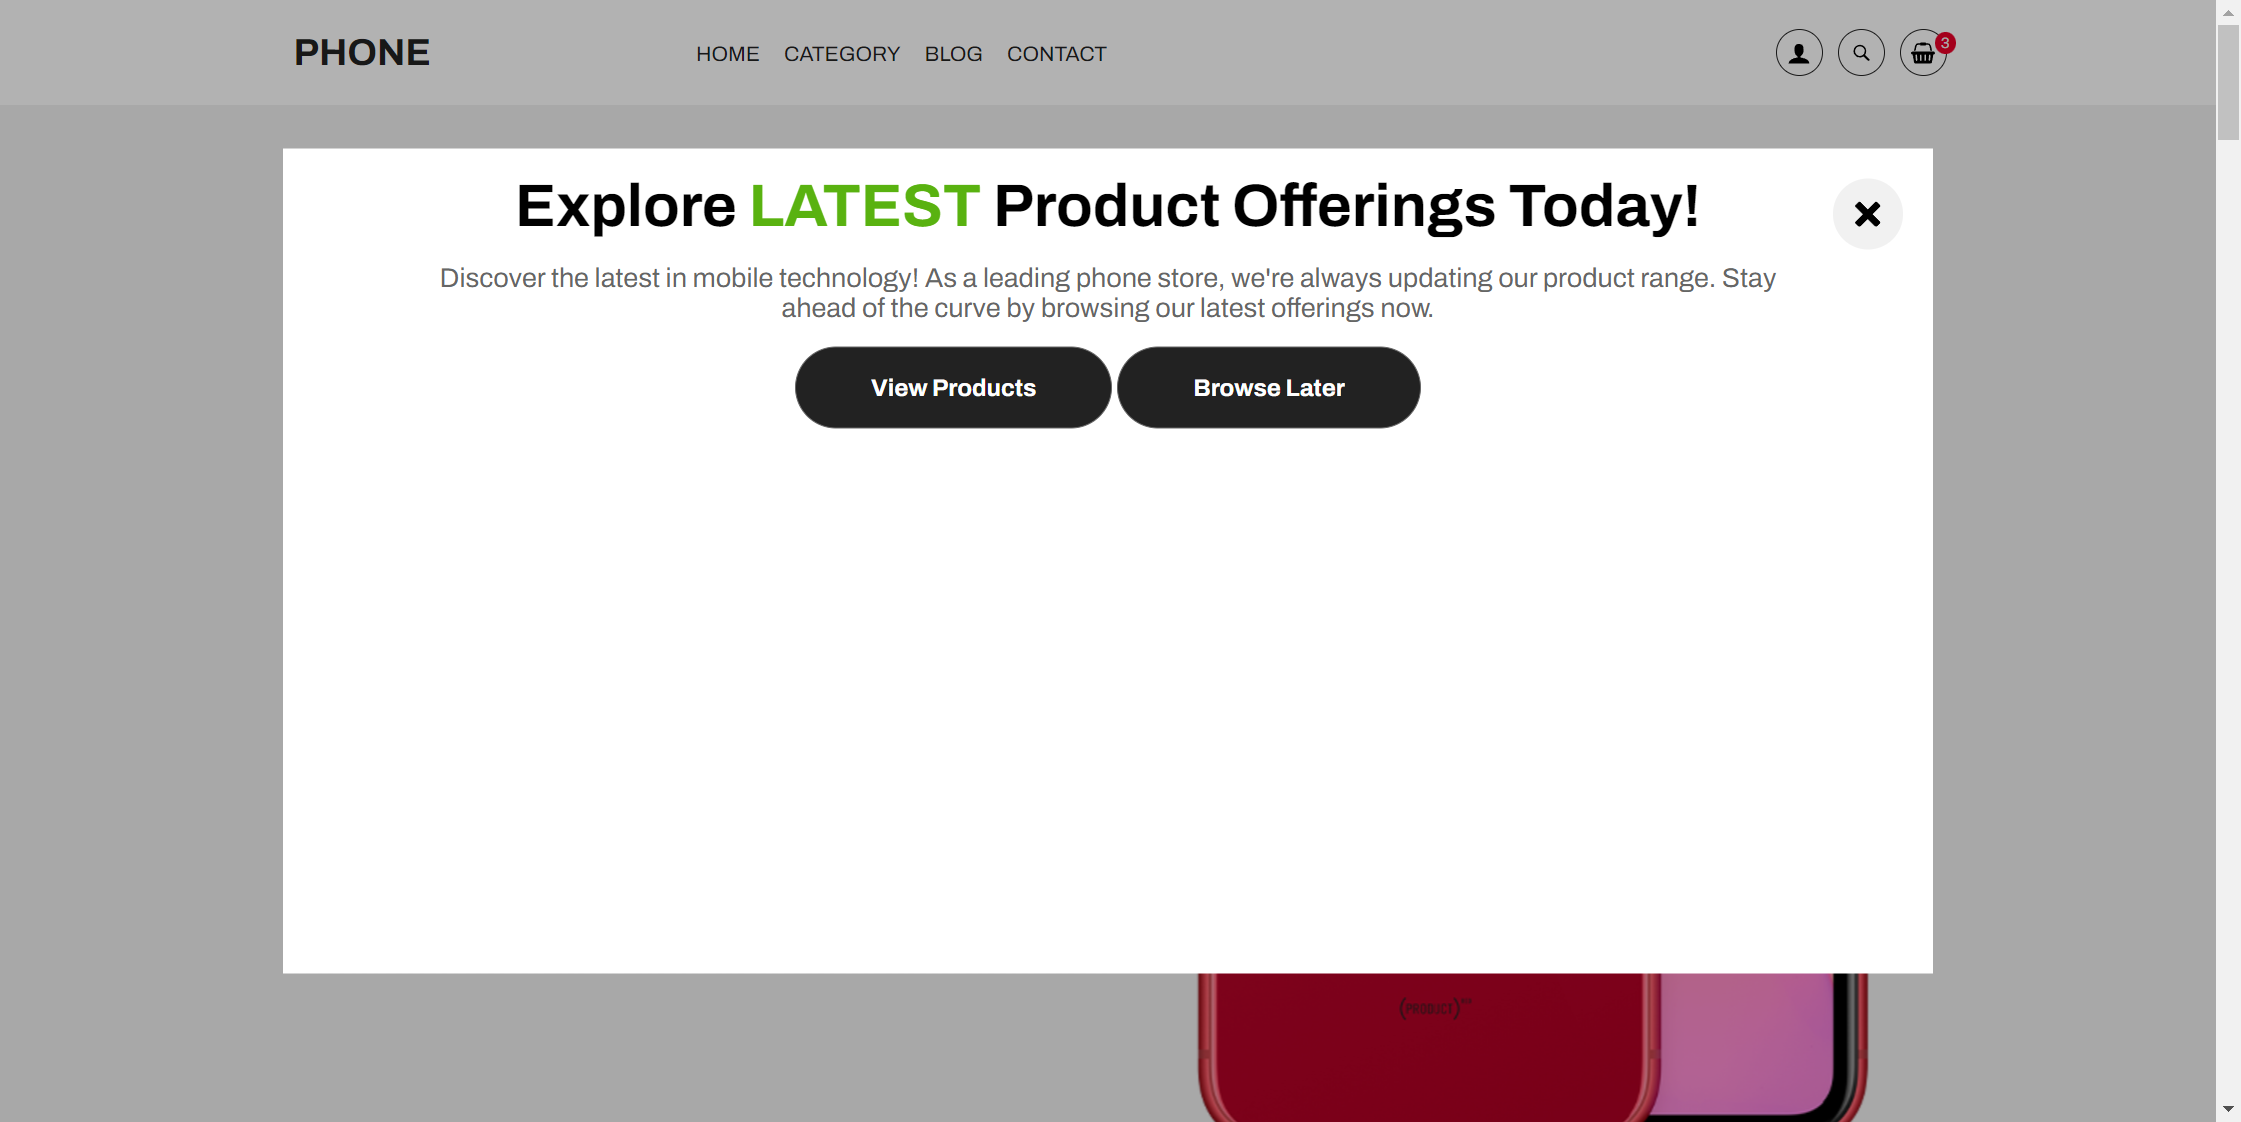 PHONE
HOME CATEGORY BLOG CONTACT
3
Explore LATEST Product Offerings Today!
Discover the latest in mobile technology! As a leading phone store, we're always updating our product range. Stay
ahead of the curve by browsing our latest offerings now.
View Products Browse Later
(PRODUCT)